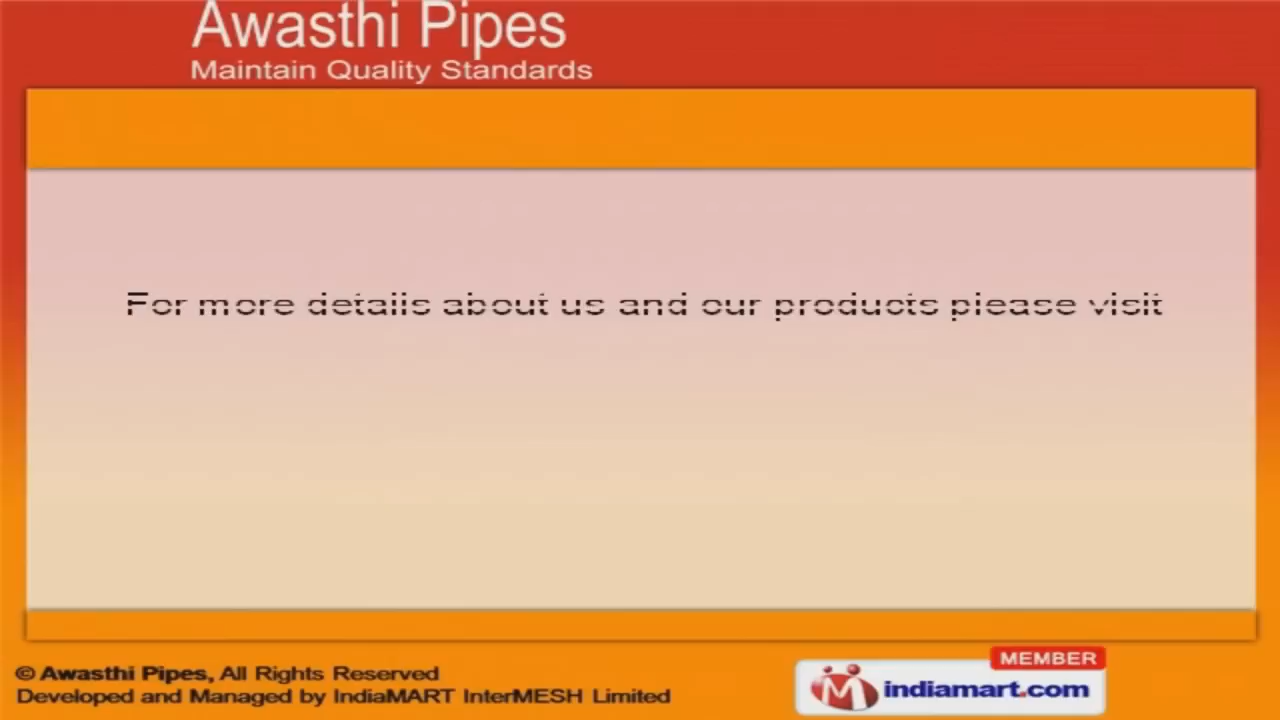 Awasthi Pipes
Maintain Quality Standards
For more details about us and our products please visit
© Awasthi Pipes, All Rights Reserved
Developed and Managed by IndiaMART InterMESH Limited
MEMBER
indiamart.com